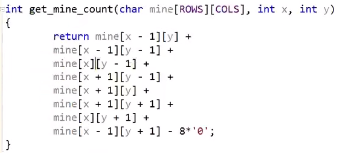 int get_mine_count(char mine[ROWS][COLS], int x, int y)
{
return mine[x - 1][y] +
mine[x - 1][y - 1] +
mine[x][y - 1] +
mine[x + 1][y - 1] +
mine[x + 1][y] +
mine[x + 1][y + 1] +
mine[x][y + 1] +
mine[x - 1][y + 1] - 8*'0';
}